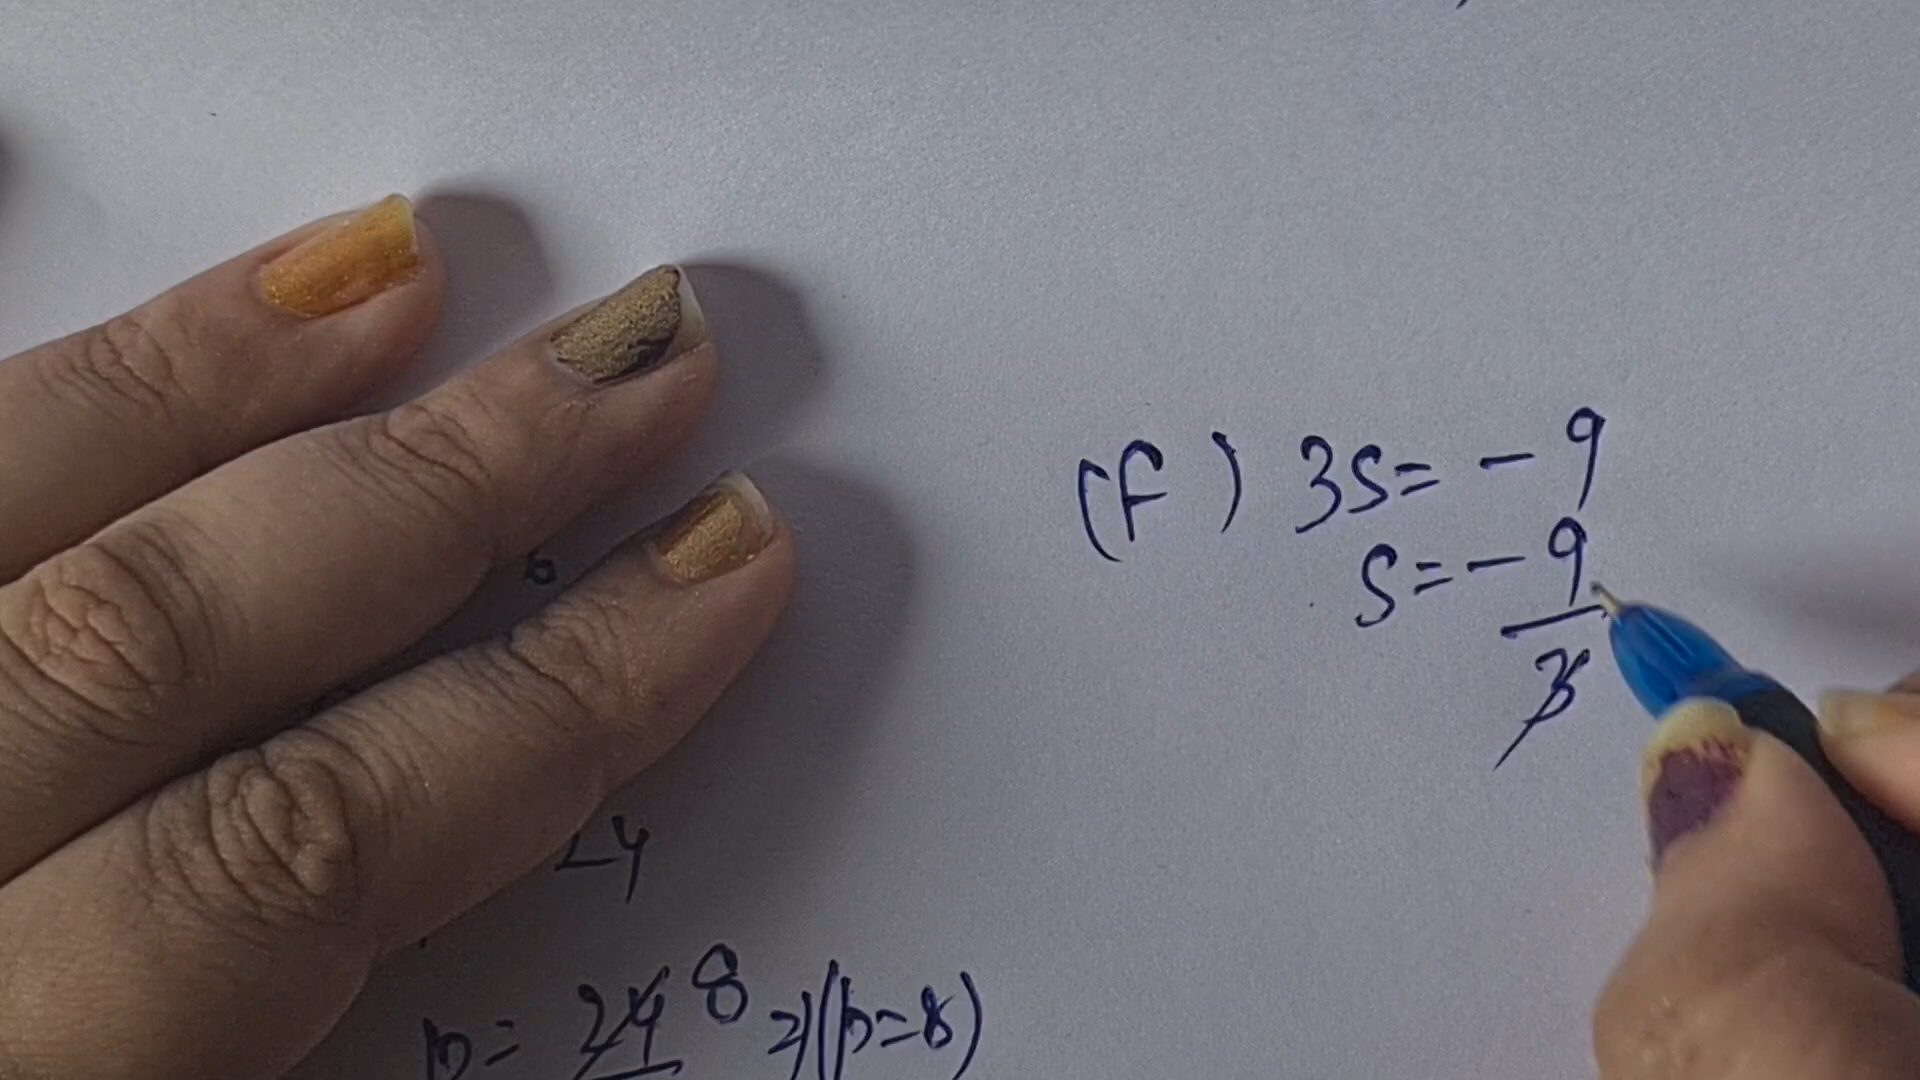 (F) 3s = - 9
s = - 9
3
24
= 24 8 ⇒ (p=8)